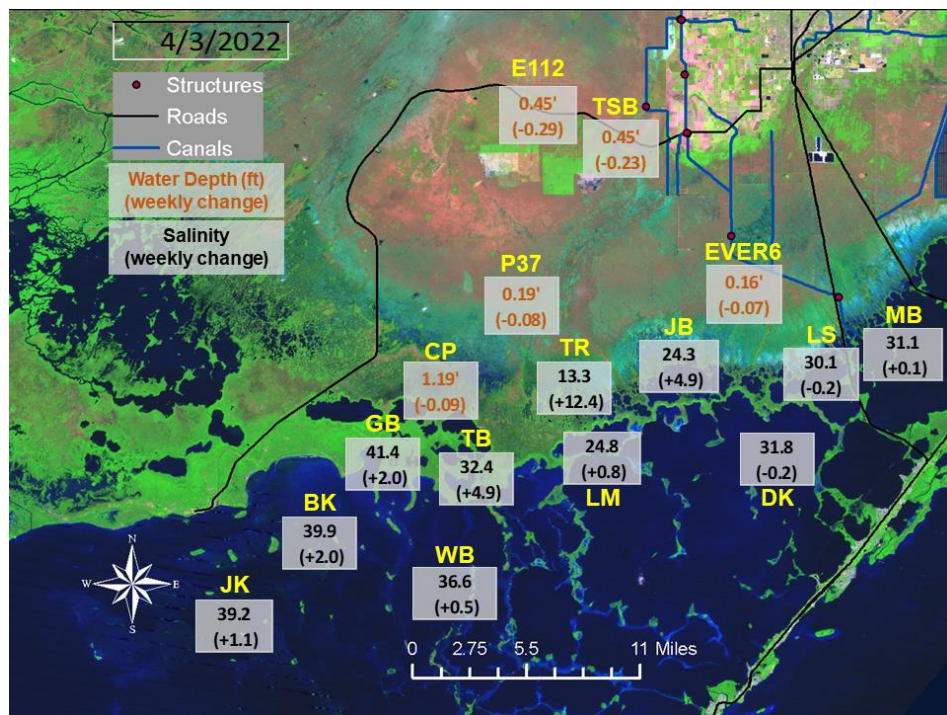 4/3/2022
Structures
Roads
Canals
Water Depth (ft)
(weekly change)
Salinity
(weekly change)
E112
0.45'
(-0.29)
TSB
0.45'
(-0.23)
P37
0.19'
(-0.08)
EVER6
0.16'
(-0.07)
CP
1.19'
(-0.09)
TR
13.3
(+12.4)
JB
24.3
(+4.9)
LS
30.1
(-0.2)
MB
31.1
(+0.1)
GB
41.4
(+2.0)
TB
32.4
(+4.9)
24.8
(+0.8)
LM
31.8
(-0.2)
DK
BK
39.9
(+2.0)
WB
36.6
(+0.5)
JK
39.2
(+1.1)
N
W E
S
0 2.75 5.5 11 Miles